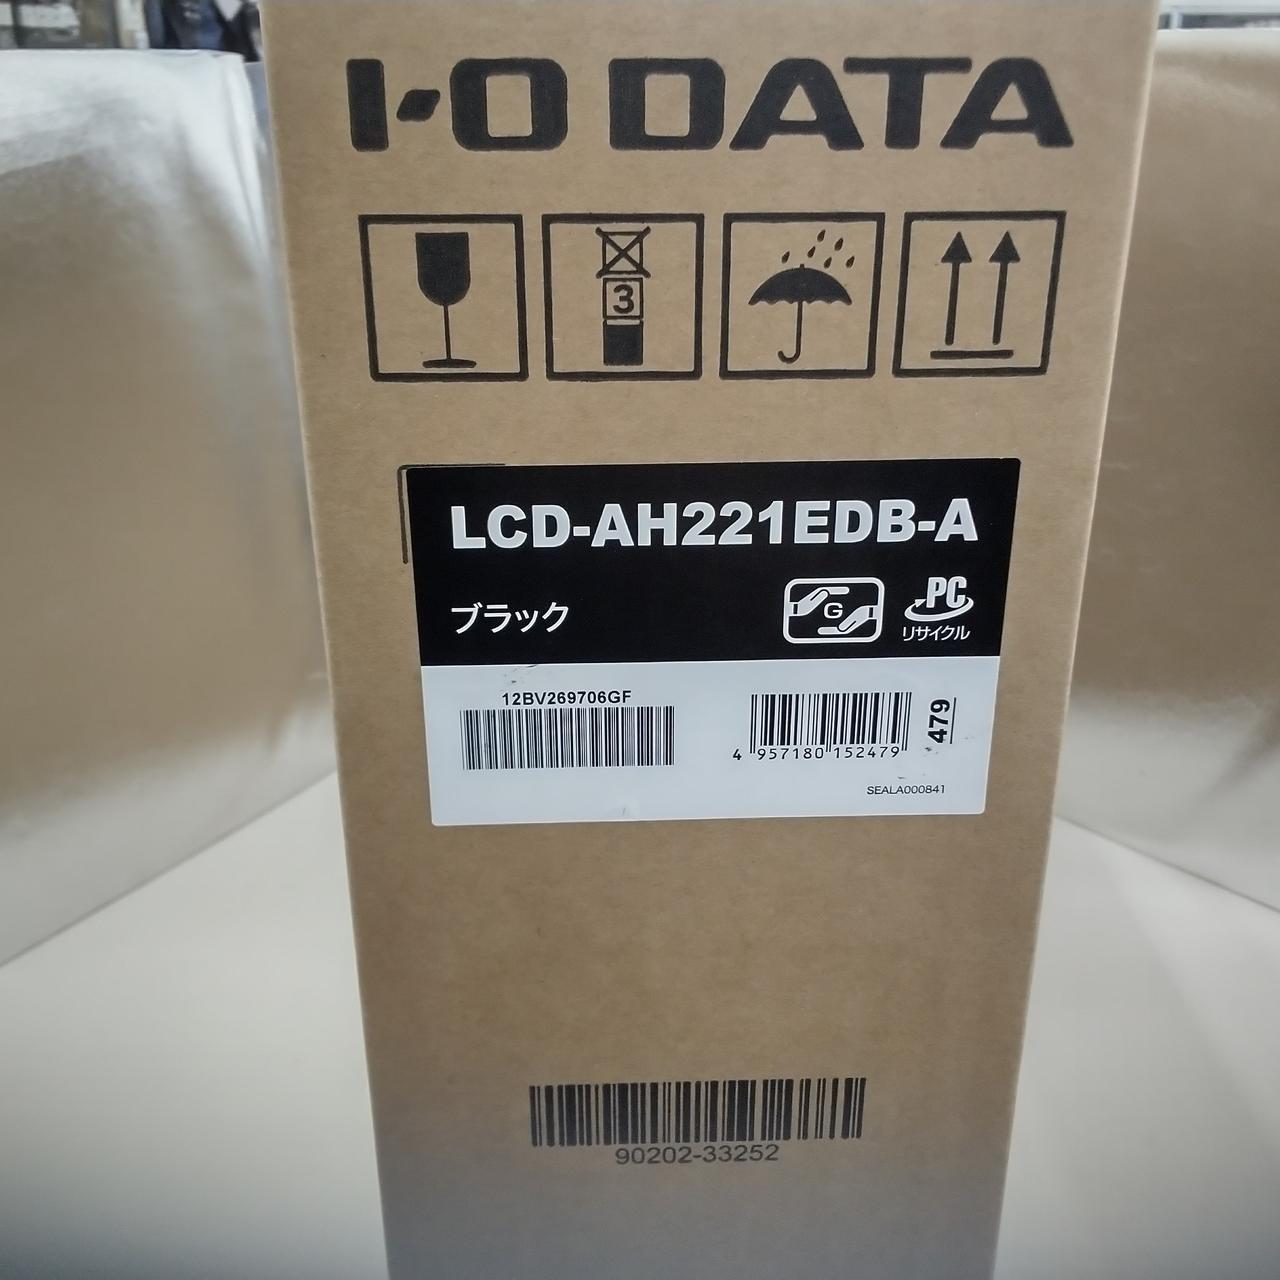 I-O DATA
3
LCD-AH221EDB-A
ブラック
G
PC
リサイクル
12BV269706GF
4 957180 152479
479
SEALA000841
90202-33252